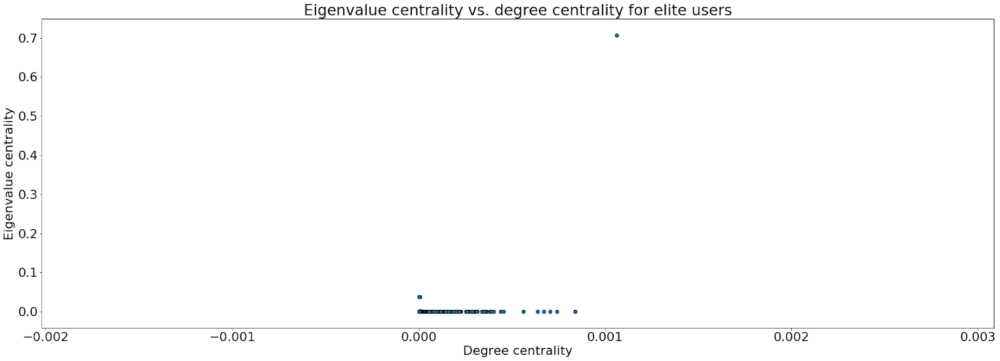 Eigenvalue centrality vs. degree centrality for elite users
0.7
0.6
0.5
0.4
0.3
0.2
0.1
0.0
Eigenvalue centrality
−0.002 −0.001 0.000 0.001 0.002 0.003
Degree centrality